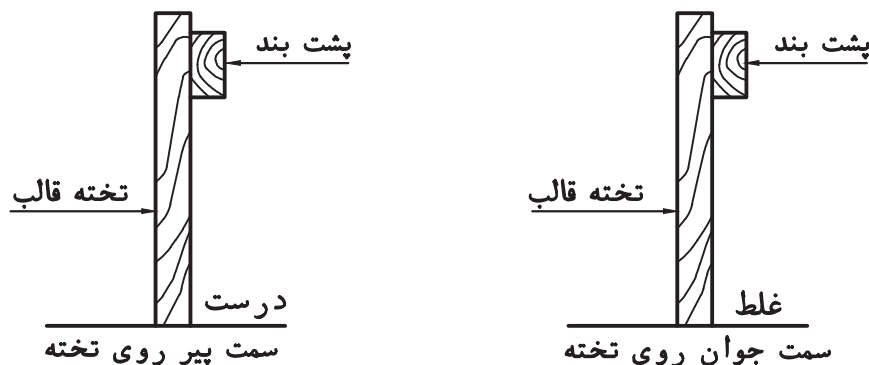 پشت بند
تخته قالب
درست
سمت پیر روی تخته
پشت بند
تخته قالب
غلط
سمت جوان روی تخته